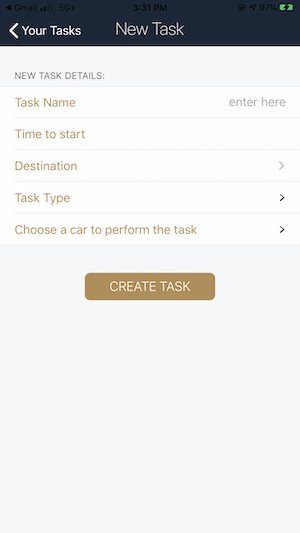 Gmail 5G 3:31 PM 97%
Your Tasks New Task
NEW TASK DETAILS:
Task Name enter here
Time to start
Destination
Task Type
Choose a car to perform the task
CREATE TASK